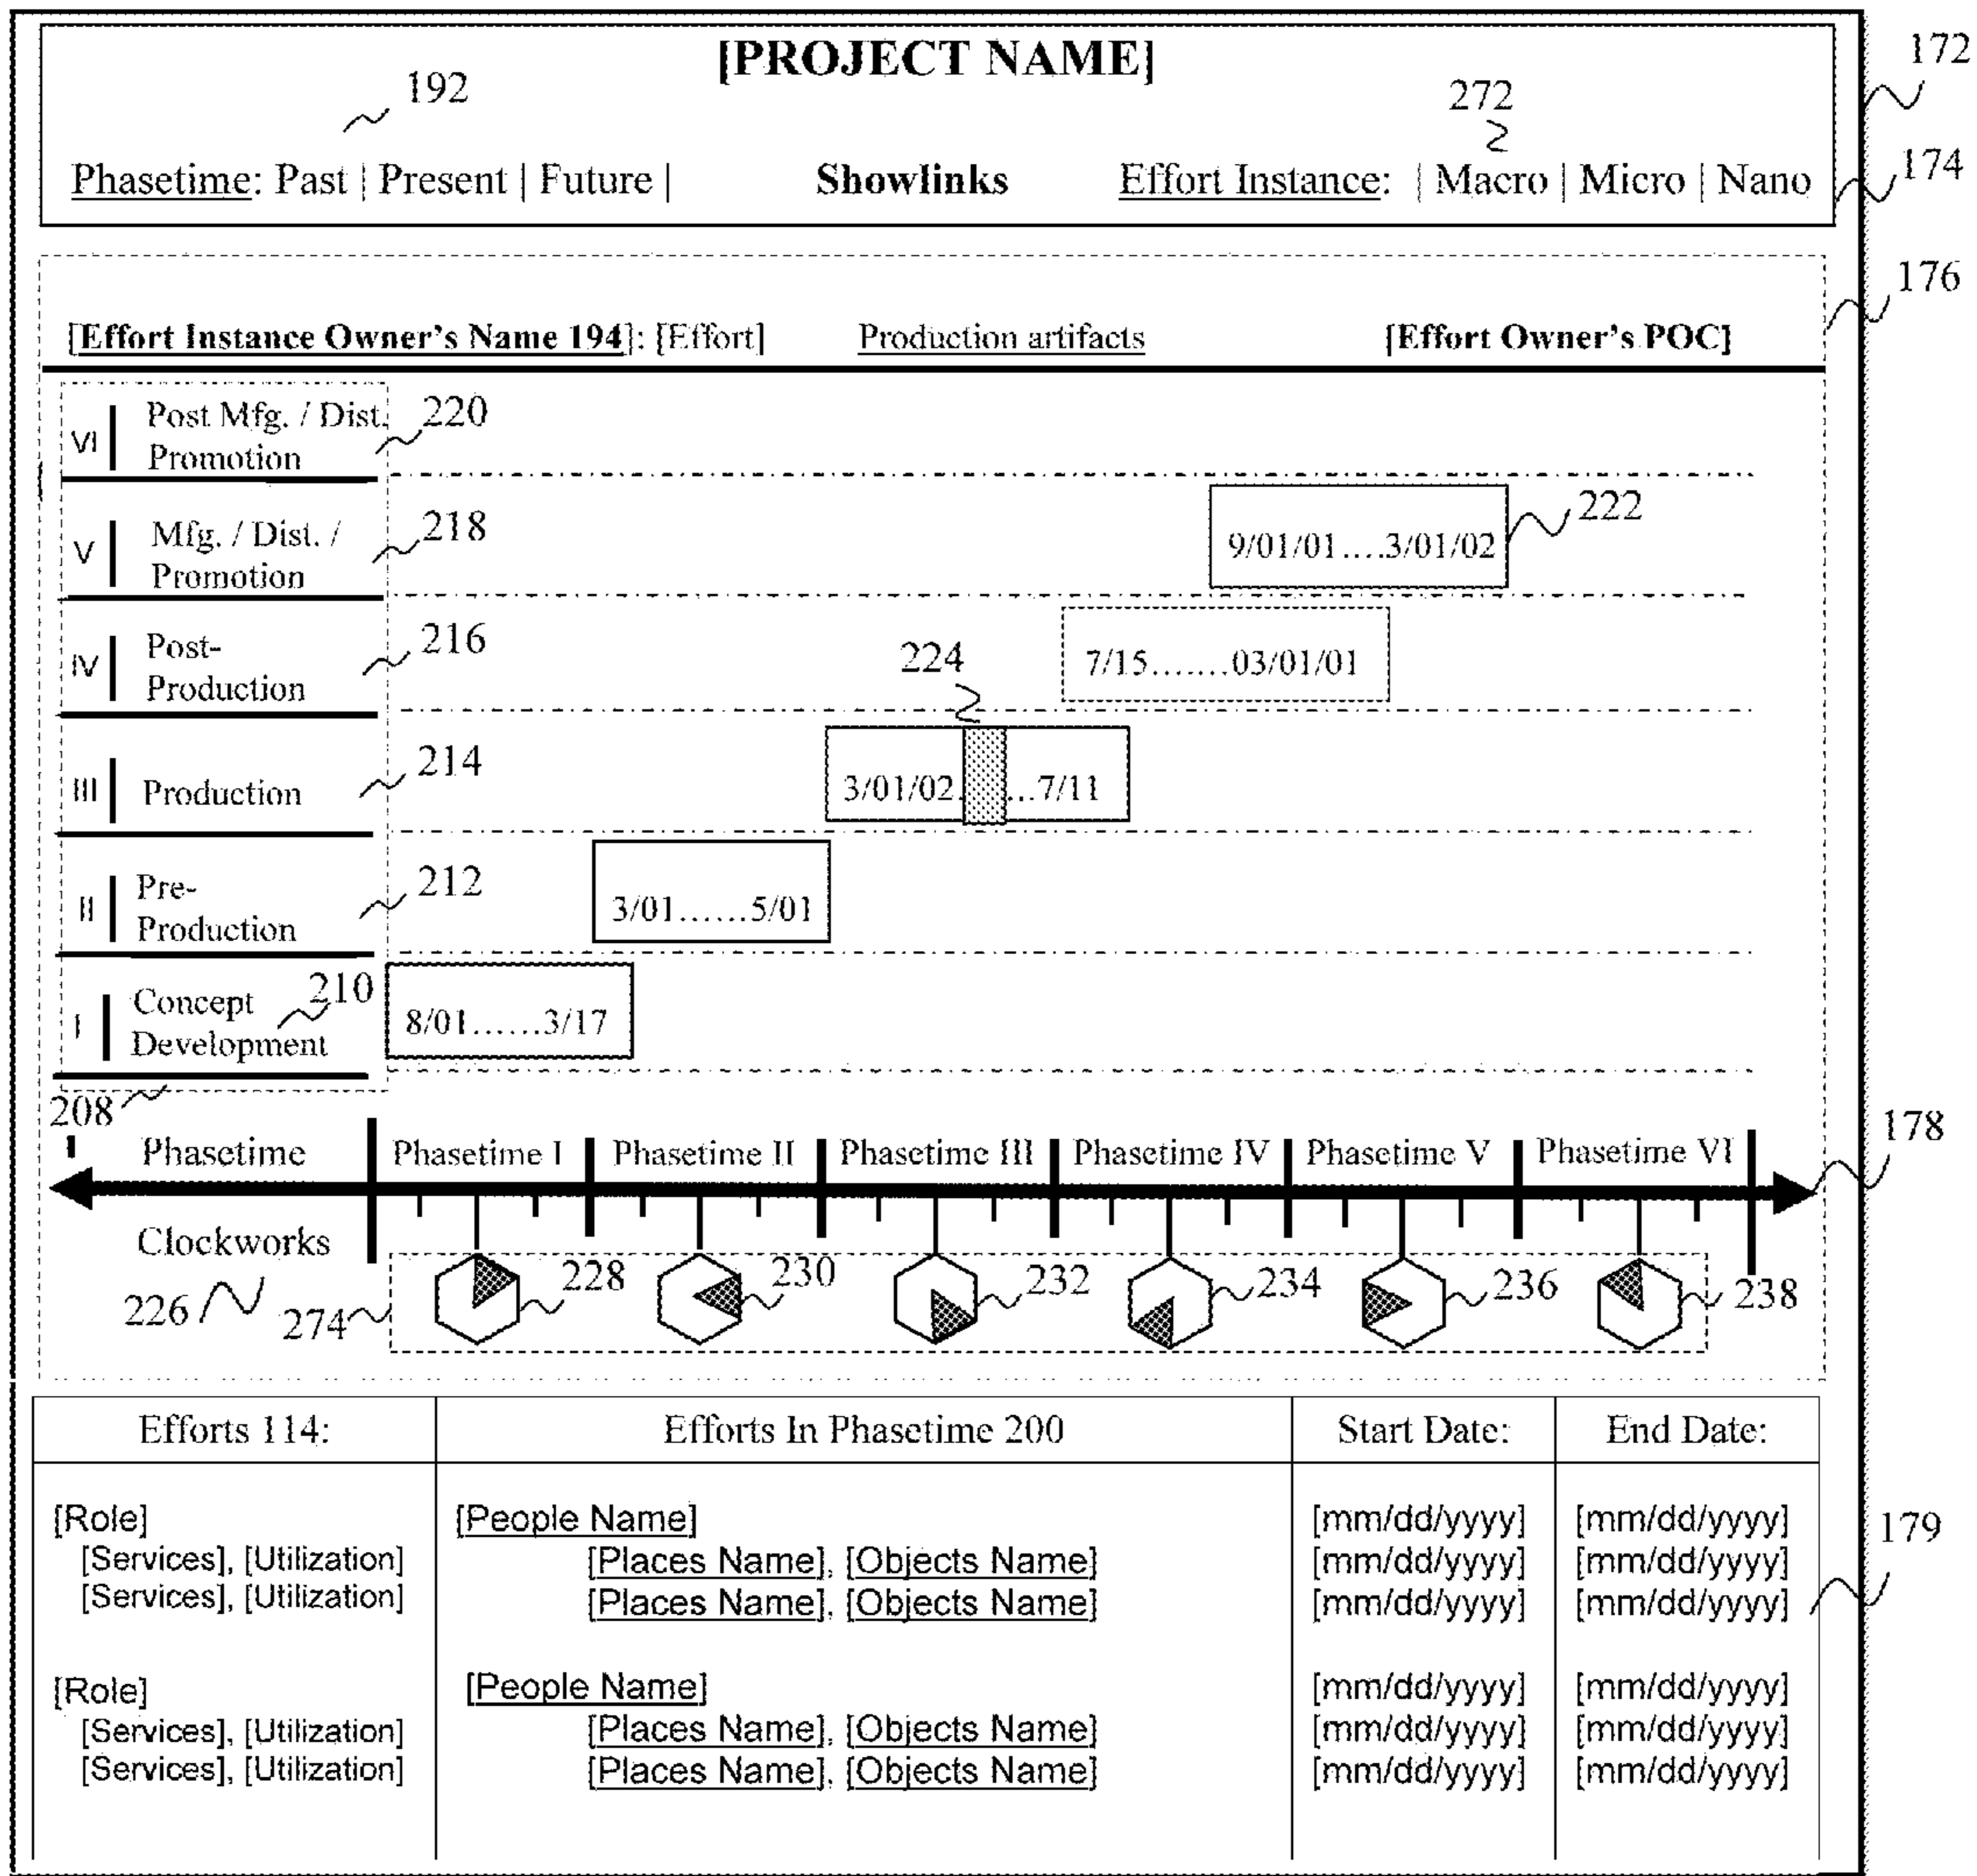 [PROJECT NAME]
172
192
272
Phasetime: Past | Present | Future | Showlinks Effort Instance: | Macro | Micro | Nano
174
176
[Effort Instance Owner's Name 194]: [Effort] Production artifacts [Effort Owner's POC]
VI Post Mfg. / Dist. 220
Promotion
V Mfg. / Dist. / 218
Promotion
9/01/01....3/01/02 222
IV Post- 216
Production
7/15.......03/01/01
224
III Production 214
3/01/02. ...7/11
II Pre- 212
Production
3/01......5/01
I Concept 210
Development
8/01......3/17
208
178
Phasetime Phasetime I Phasetime II Phasetime III Phasetime IV Phasetime V Phasetime VI
Clockworks
226 274 228 230 232 234 236 238
Efforts 114: Efforts In Phasetime 200 Start Date: End Date:
[Role] [People Name] [mm/dd/yyyy] [mm/dd/yyyy]
179
[Services], [Utilization] [Places Name], [Objects Name] [mm/dd/yyyy] [mm/dd/yyyy]
[Services], [Utilization] [Places Name], [Objects Name] [mm/dd/yyyy] [mm/dd/yyyy]
[Role] [People Name] [mm/dd/yyyy] [mm/dd/yyyy]
[Services], [Utilization] [Places Name], [Objects Name] [mm/dd/yyyy] [mm/dd/yyyy]
[Services], [Utilization] [Places Name], [Objects Name] [mm/dd/yyyy] [mm/dd/yyyy]